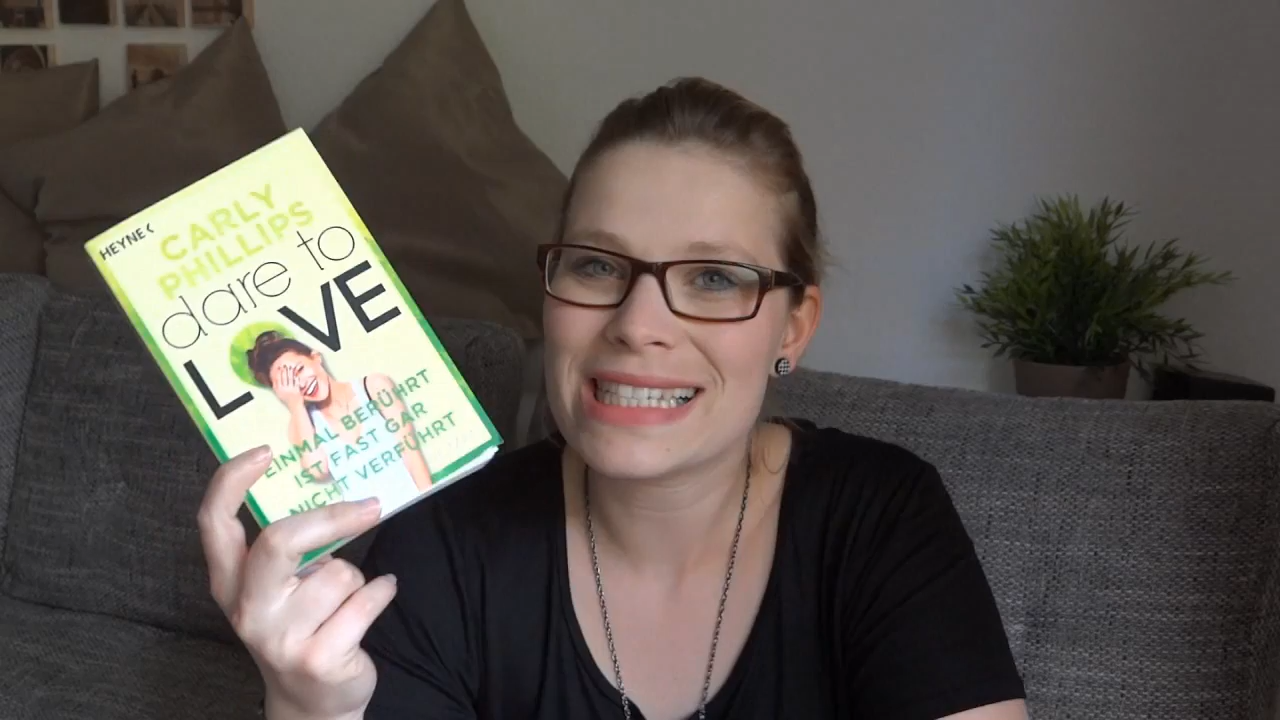 HEYNE<
CARLY
PHILLIPS
dare to
LOVE
EINMAL BERÜHRT
IST FAST GAR
NICHT VERFÜHRT